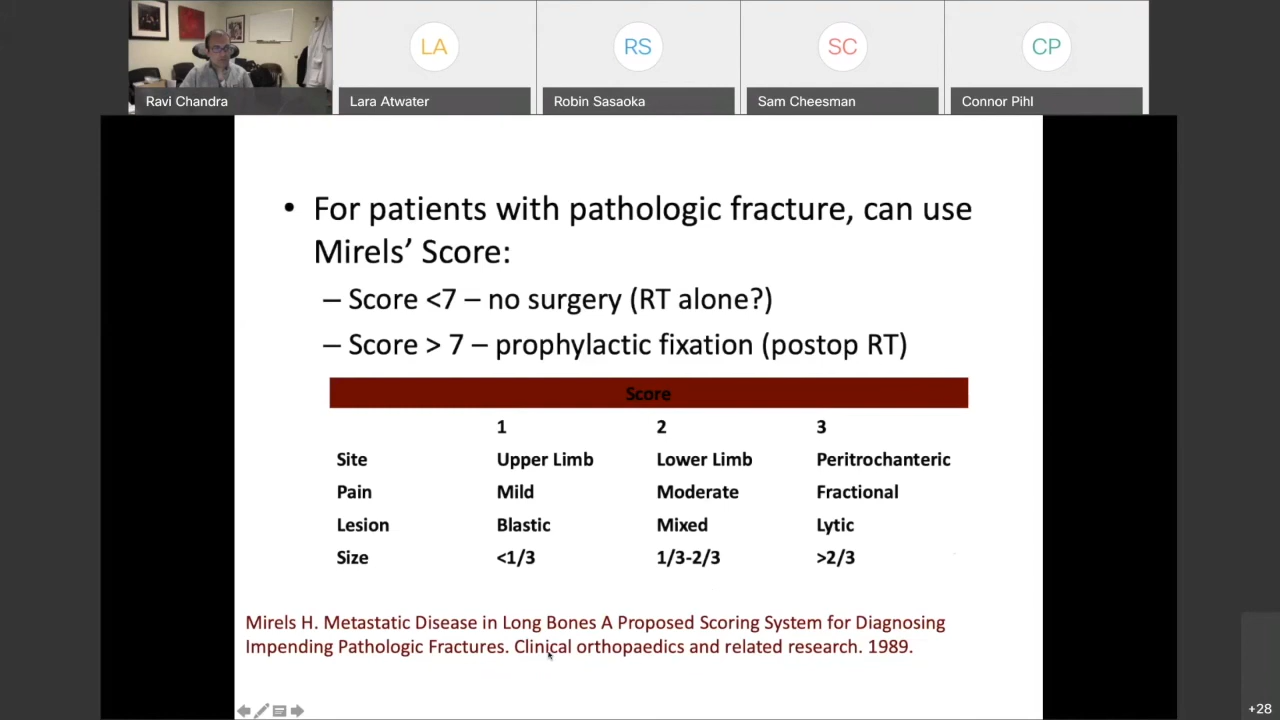 LA
RS
SC
CP
Ravi Chandra
Lara Atwater
Robin Sasaoka
Sam Cheesman
Connor Pihl
• For patients with pathologic fracture, can use
Mirels’ Score:
– Score <7 – no surgery (RT alone?)
– Score > 7 – prophylactic fixation (postop RT)
Score
1 2 3
Site Upper Limb Lower Limb Peritrochanteric
Pain Mild Moderate Fractional
Lesion Blastic Mixed Lytic
Size <1/3 1/3-2/3 >2/3
Mirels H. Metastatic Disease in Long Bones A Proposed Scoring System for Diagnosing
Impending Pathologic Fractures. Clinical orthopaedics and related research. 1989.
+28